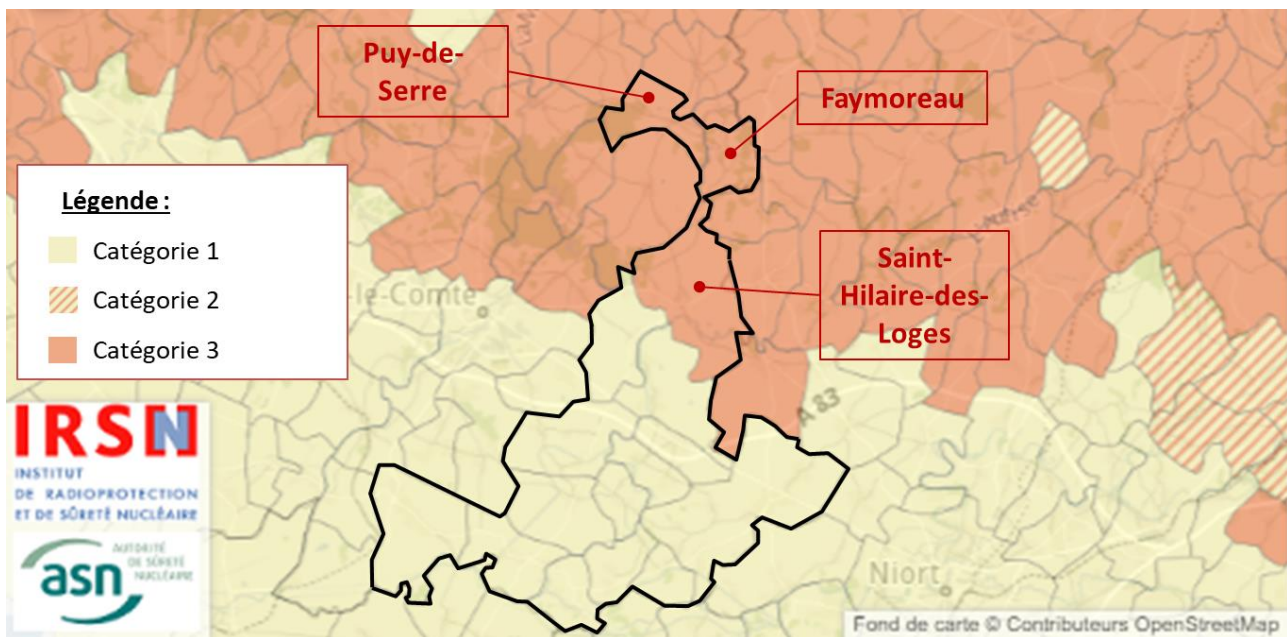 Puy-de-
Serre
Faymoreau
Légende :
Catégorie 1
Catégorie 2
Catégorie 3
Saint-
Hilaire-des-
Loges
-le-Comte
A 83
Niort
IRSN
INSTITUT
DE RADIOPROTECTION
ET DE SÛRETÉ NUCLÉAIRE
asn
AUTORITÉ
DE SÛRETÉ
NUCLÉAIRE
Fond de carte © Contributeurs OpenStreetMap